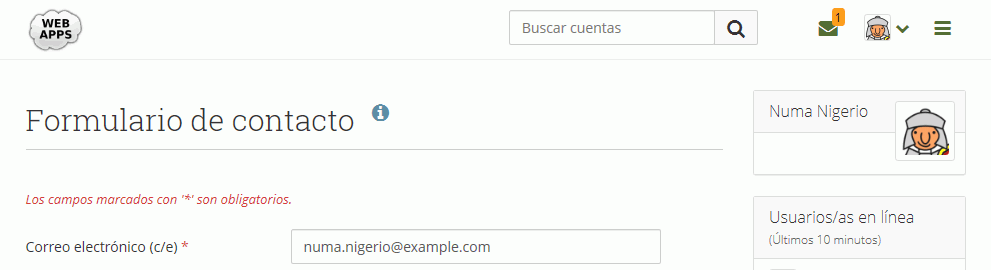 WEB
APPS
Buscar cuentas
1
Formulario de contacto
Numa Nigerio
Los campos marcados con '*' son obligatorios.
Usuarios/as en línea
(Últimos 10 minutos)
Correo electrónico (c/e) *
numa.nigerio@example.com